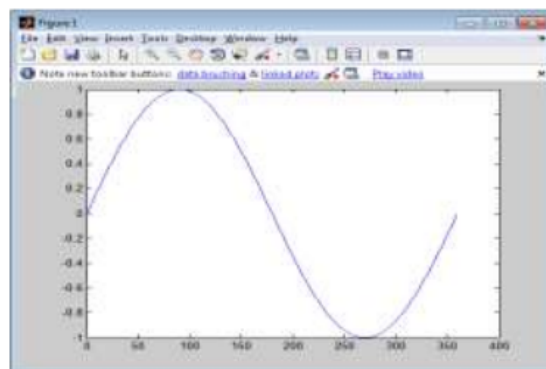 Figure 1
File Edit View Insert Tools Desktop Window Help
Note new toolbar buttons: data brushing & linked plots Play video
1
0.8
0.6
0.4
0.2
0
-0.2
-0.4
-0.6
-0.8
-1
0 50 100 150 200 250 300 350 400